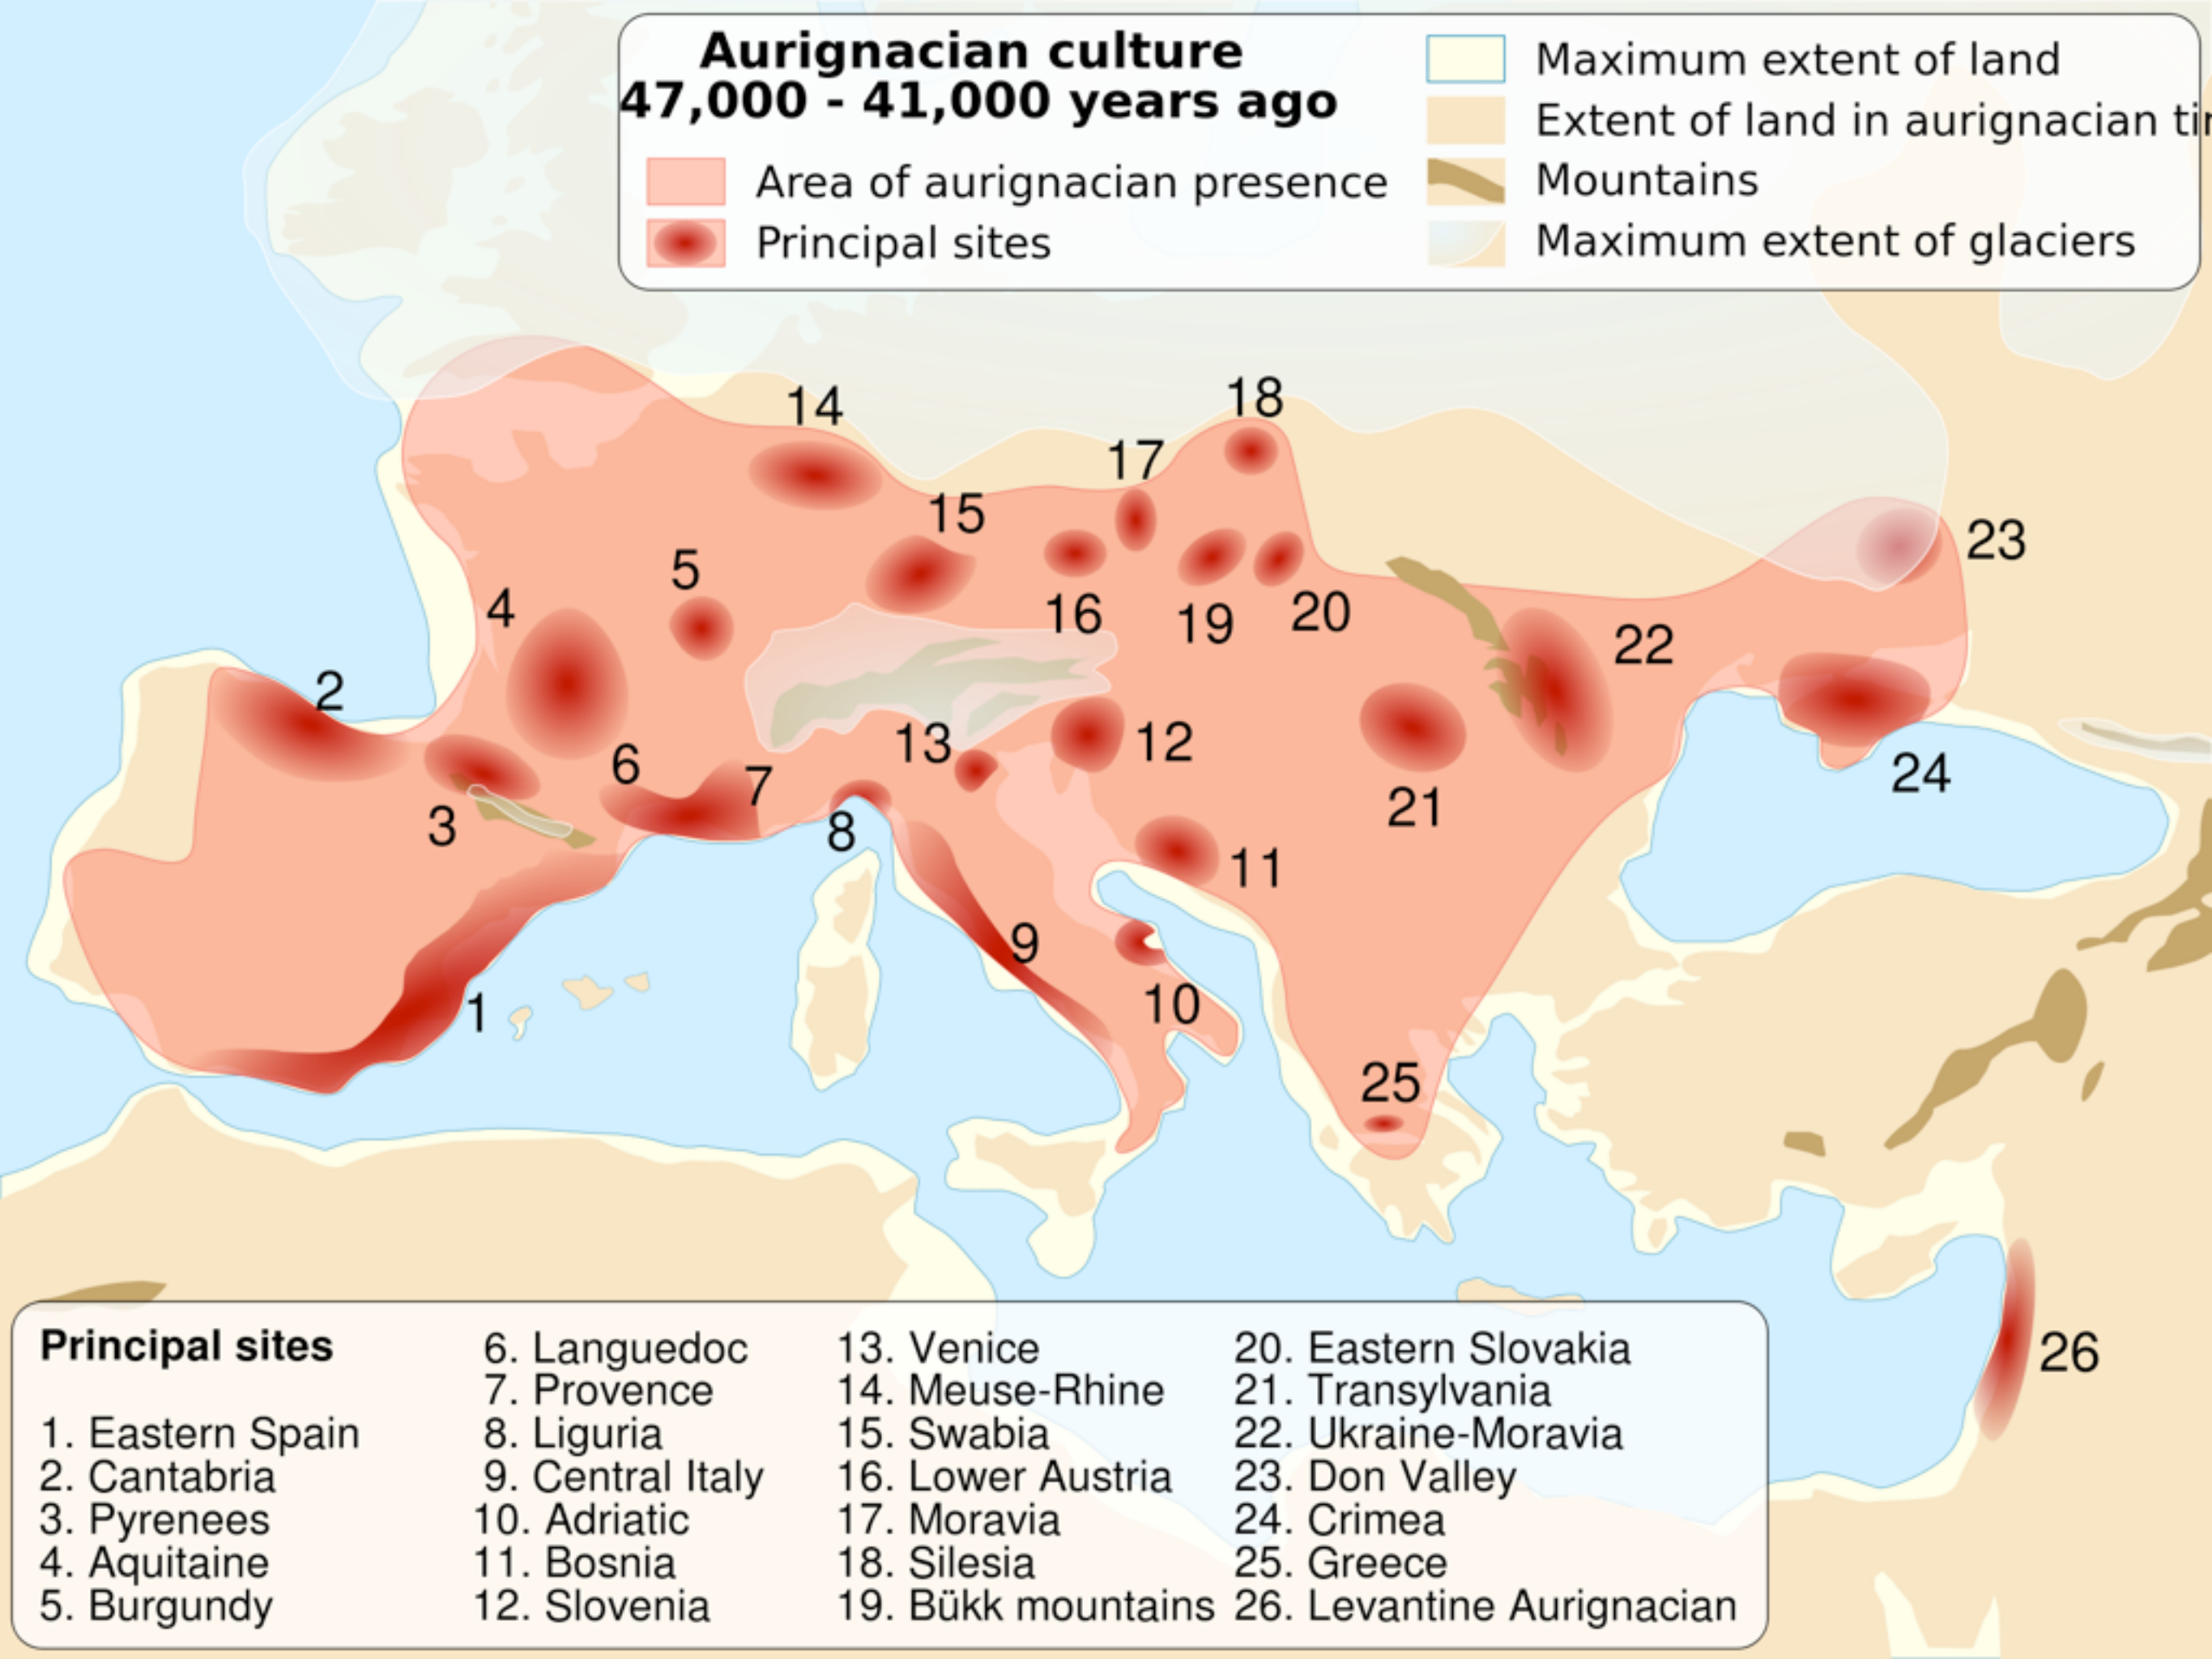 Aurignacian culture
47,000 - 41,000 years ago
Area of aurignacian presence
Principal sites
Maximum extent of land
Extent of land in aurignacian
Mountains
Maximum extent of glaciers
14
18
17
15
23
5
4
16
19
20
22
2
13
12
6
7
24
3
8
21
11
9
1
10
25
26
Principal sites
1. Eastern Spain
2. Cantabria
3. Pyrenees
4. Aquitaine
5. Burgundy
6. Languedoc
7. Provence
8. Liguria
9. Central Italy
10. Adriatic
11. Bosnia
12. Slovenia
13. Venice
14. Meuse-Rhine
15. Swabia
16. Lower Austria
17. Moravia
18. Silesia
19. Bükk mountains
20. Eastern Slovakia
21. Transylvania
22. Ukraine-Moravia
23. Don Valley
24. Crimea
25. Greece
26. Levantine Aurignacian